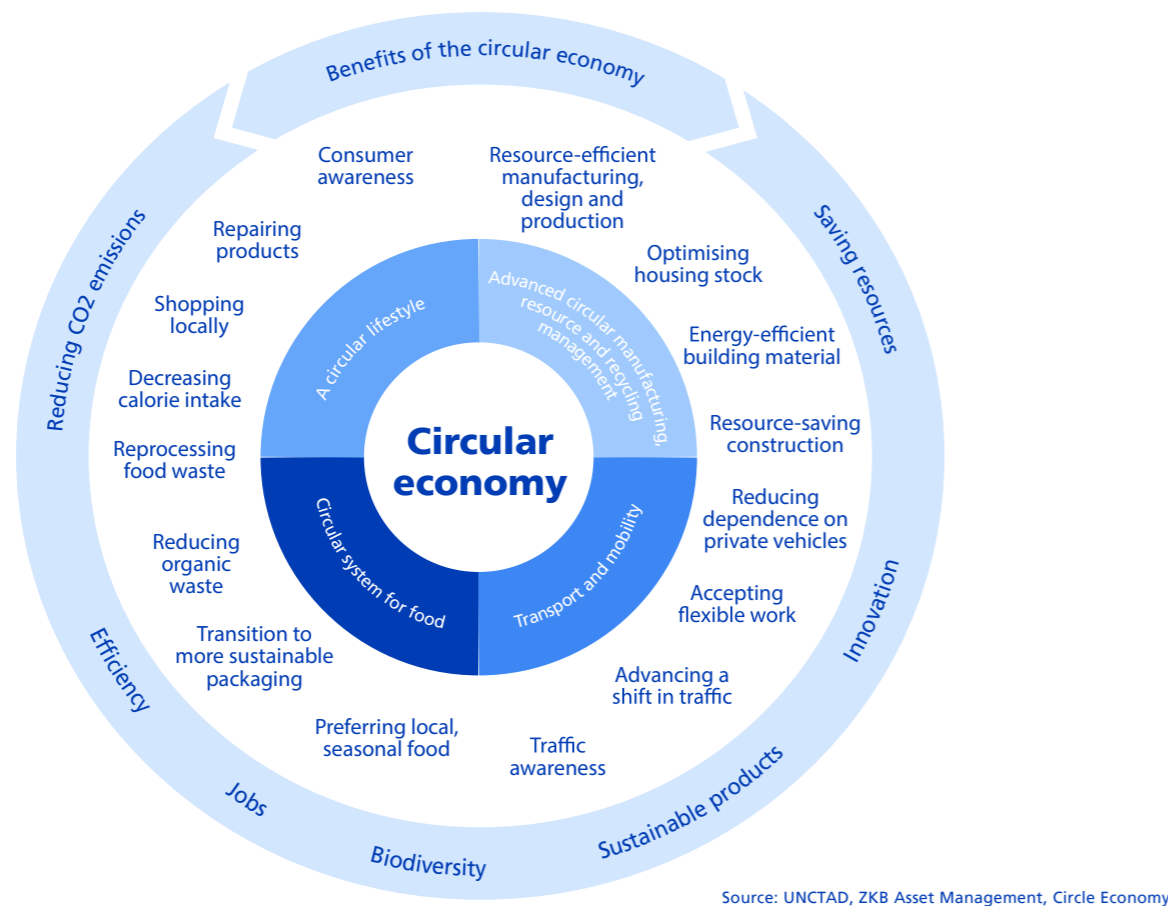 Benefits of the circular economy
Saving resources
Innovation
Sustainable products
Biodiversity
Jobs
Efficiency
Reducing CO2 emissions
Consumer
awareness
Repairing
products
Shopping
locally
Decreasing
calorie intake
Reprocessing
food waste
Reducing
organic
waste
Transition to
more sustainable
packaging
Preferring local,
seasonal food
Resource-efficient
manufacturing,
design and
production
Optimising
housing stock
Energy-efficient
building material
Resource-saving
construction
Reducing
dependence on
private vehicles
Accepting
flexible work
Advancing a
shift in traffic
Traffic
awareness
A circular lifestyle
Advanced circular manufacturing,
resource and recycling
management
Circular system for food
Transport and mobility
Circular
economy
Source: UNCTAD, ZKB Asset Management, Circle Economy